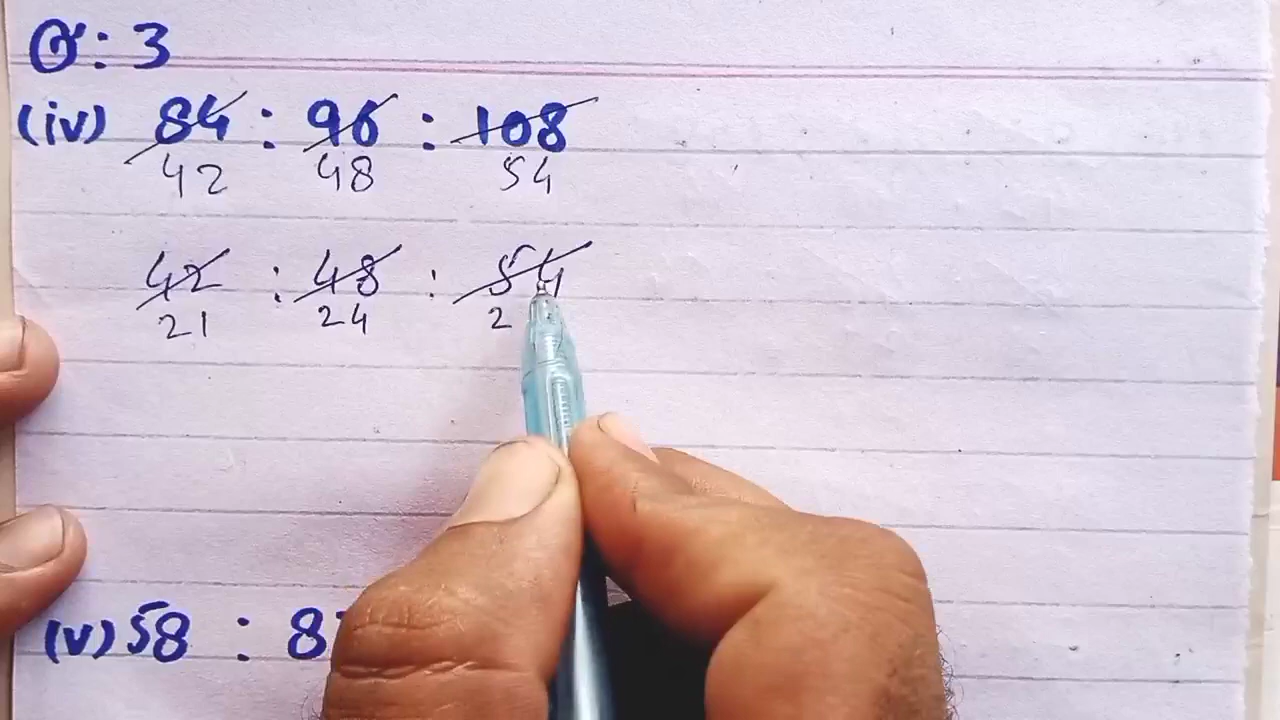 Q: 3
(iv) 84 : 96 : 108
42 48 54
42 : 48 : 54
21 24 2
(v) 58 : 8